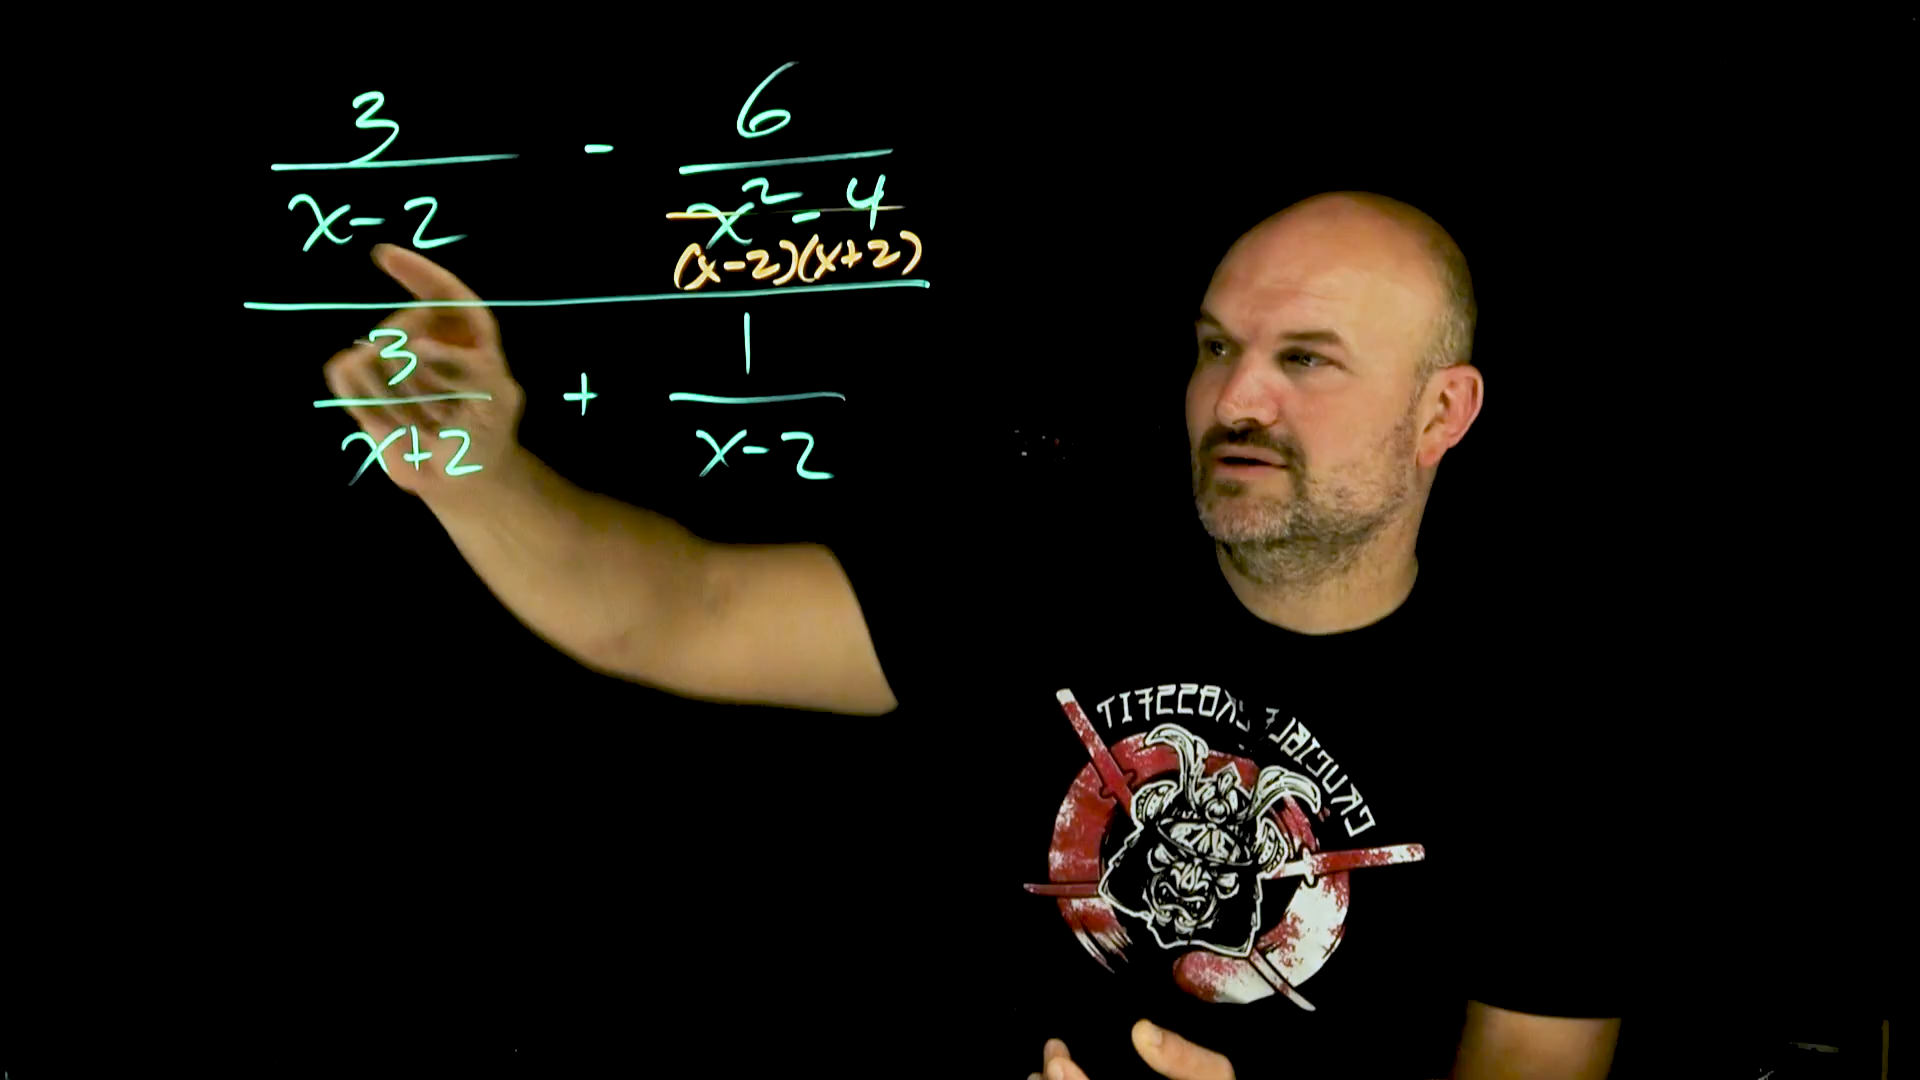 3 - 6
x-2 x² - 4
(x-2)(x+2)
3 + 1
x+2 x-2